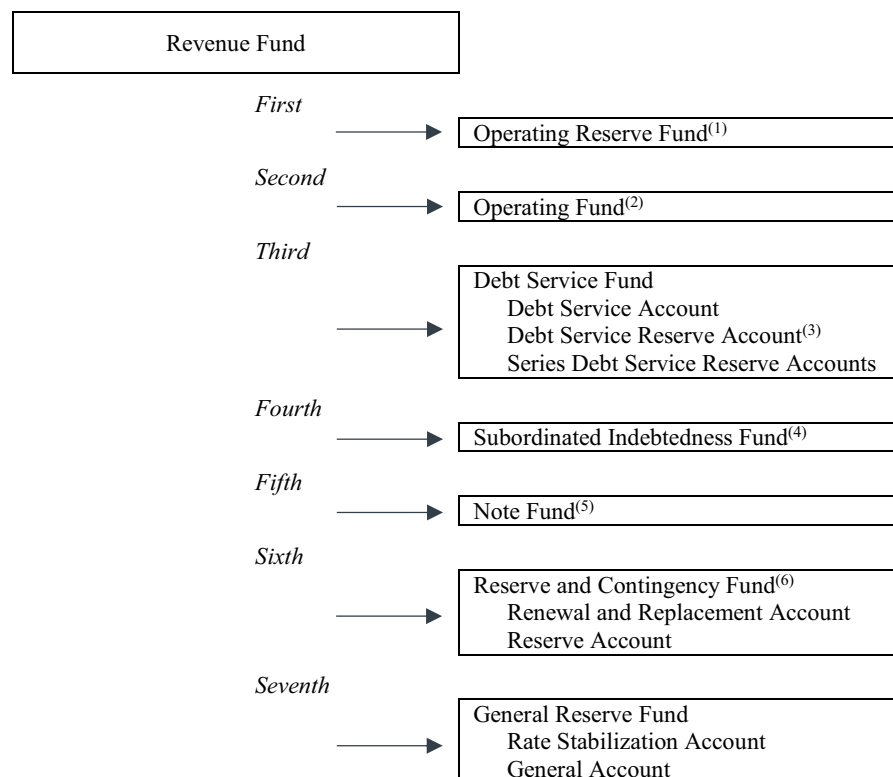 Revenue Fund
First
Operating Reserve Fund(1)
Second
Operating Fund(2)
Third
Debt Service Fund
Debt Service Account
Debt Service Reserve Account(3)
Series Debt Service Reserve Accounts
Fourth
Subordinated Indebtedness Fund(4)
Fifth
Note Fund(5)
Sixth
Reserve and Contingency Fund(6)
Renewal and Replacement Account
Reserve Account
Seventh
General Reserve Fund
Rate Stabilization Account
General Account